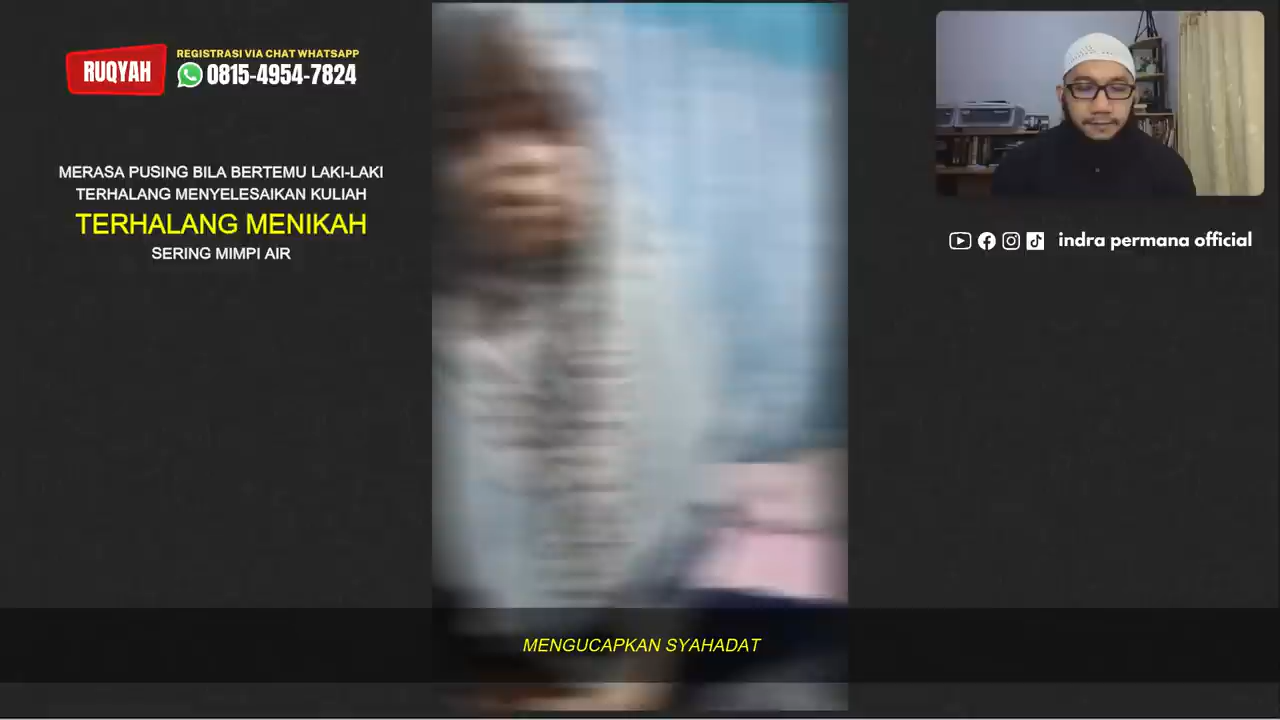 RUQYAH
REGISTRASI VIA CHAT WHATSAPP
0815-4954-7824
MERASA PUSING BILA BERTEMU LAKI-LAKI
TERHALANG MENYELESAIKAN KULIAH
TERHALANG MENIKAH
SERING MIMPI AIR
indra permana official
MENGUCAPKAN SYAHADAT